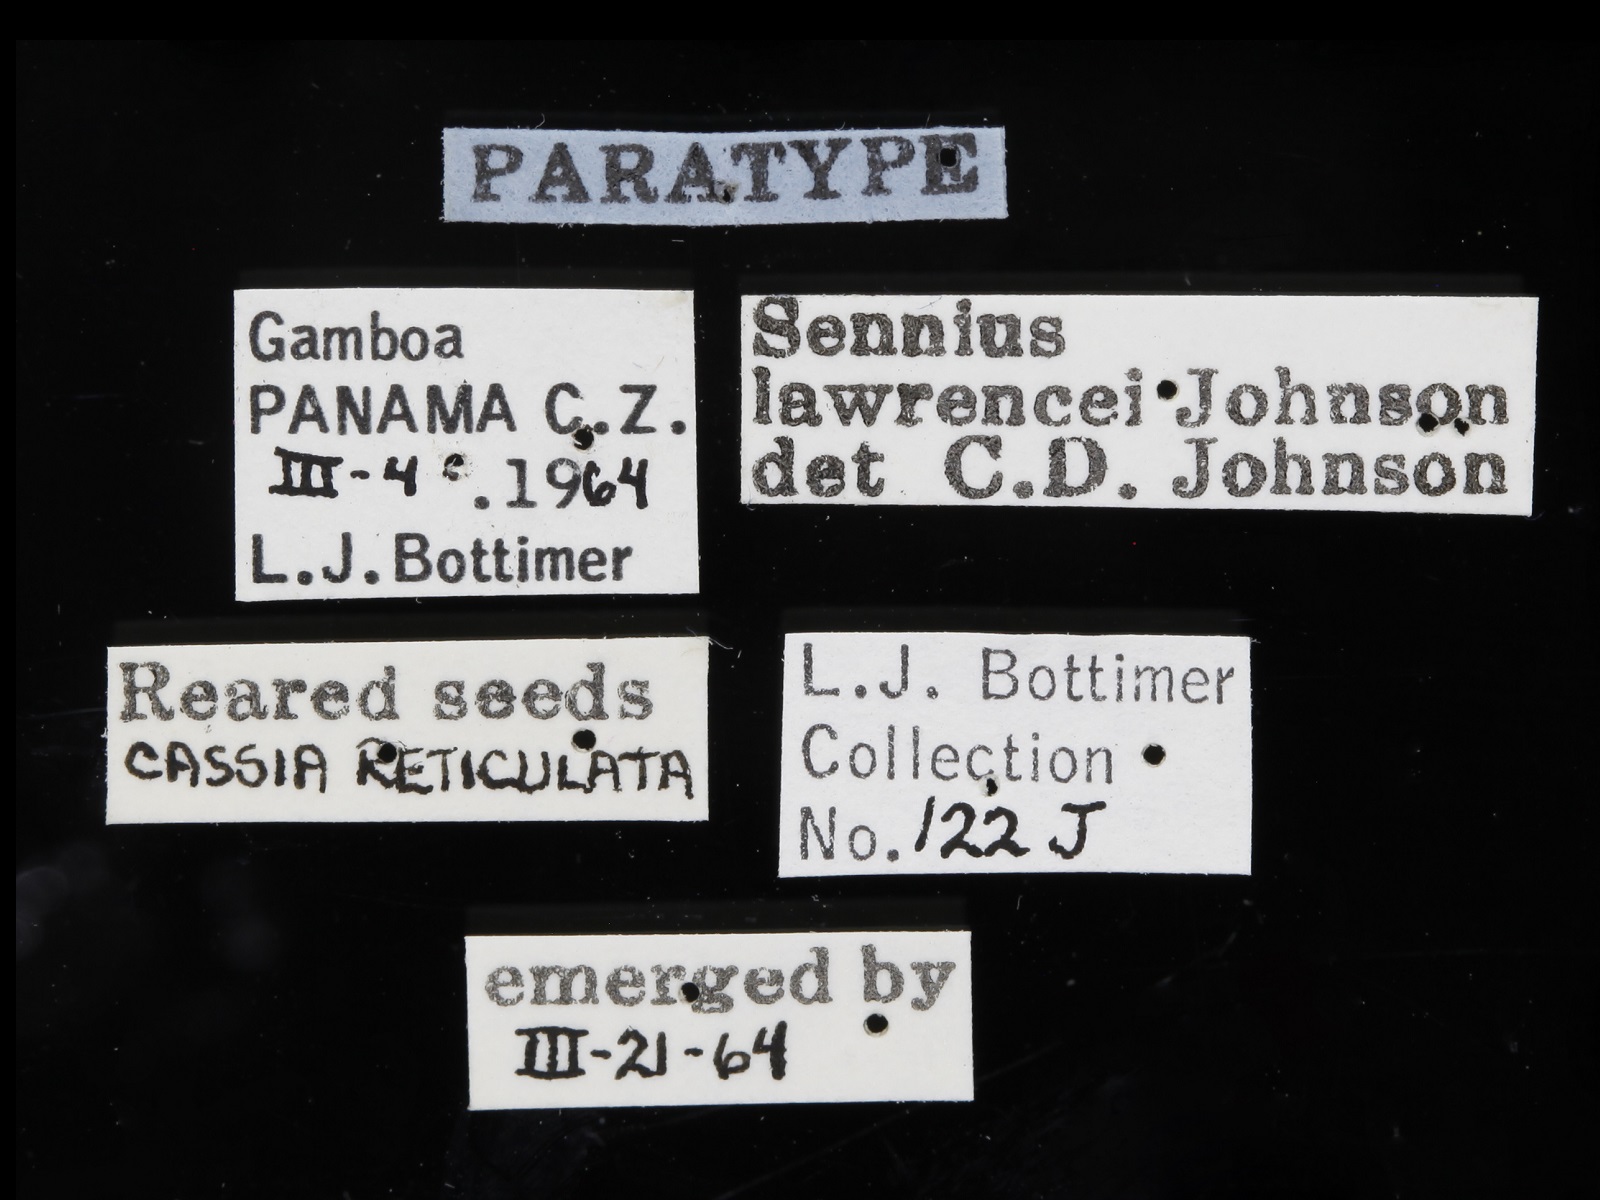 PARATYPE
Gamboa
PANAMA C.Z.
III-4 .1964
L.J. Bottimer
Sennius
lawrencei Johnson
det C.D. Johnson
Reared seeds
CASSIA RETICULATA
L.J. Bottimer
Collection
No. 122 J
emerged by
III-21-64